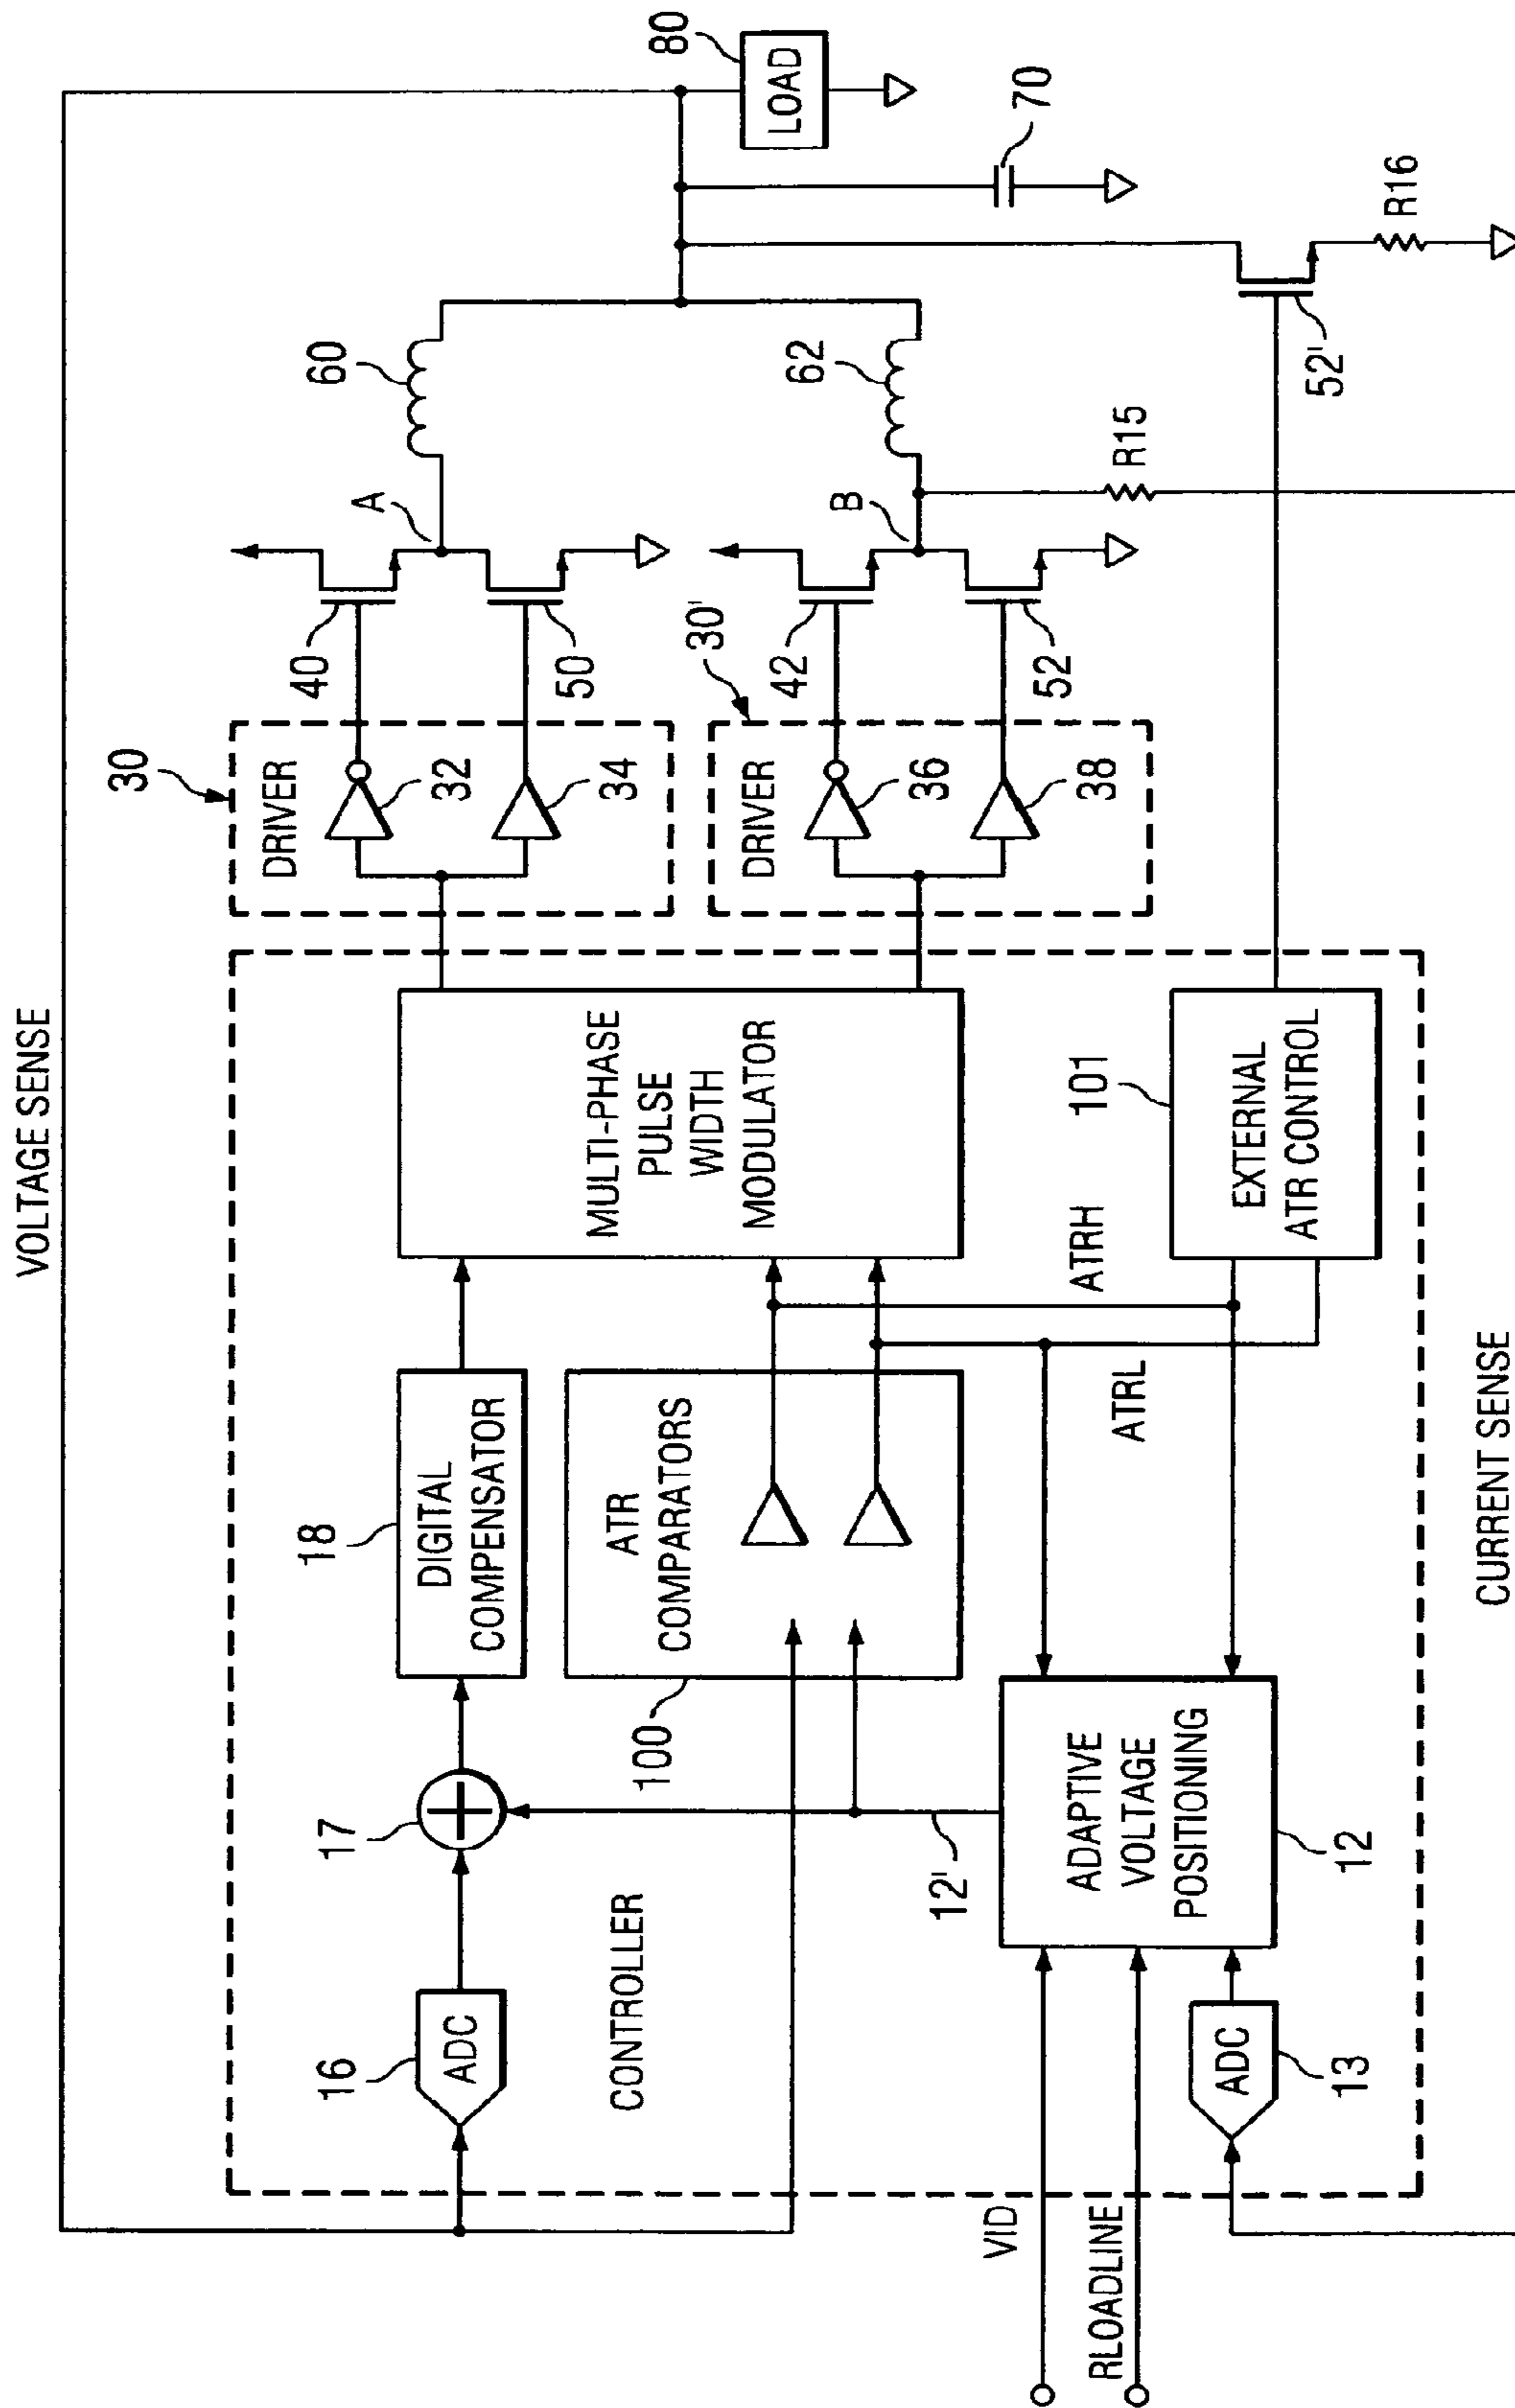 VOLTAGE SENSE
CONTROLLER
16
ADC
17
18
DIGITAL
COMPENSATOR
100
ATR
COMPARATORS
MULTI-PHASE
PULSE
WIDTH
MODULATOR
30
DRIVER
32
34
40
50
A
60
30'
DRIVER
36
38
42
52
B
62
80
LOAD
70
R15
R16
52'
VID
RLOADLINE
ADC
13
12'
ADAPTIVE
VOLTAGE
POSITIONING
12
ATRL
ATRH
101
EXTERNAL
ATR CONTROL
CURRENT SENSE